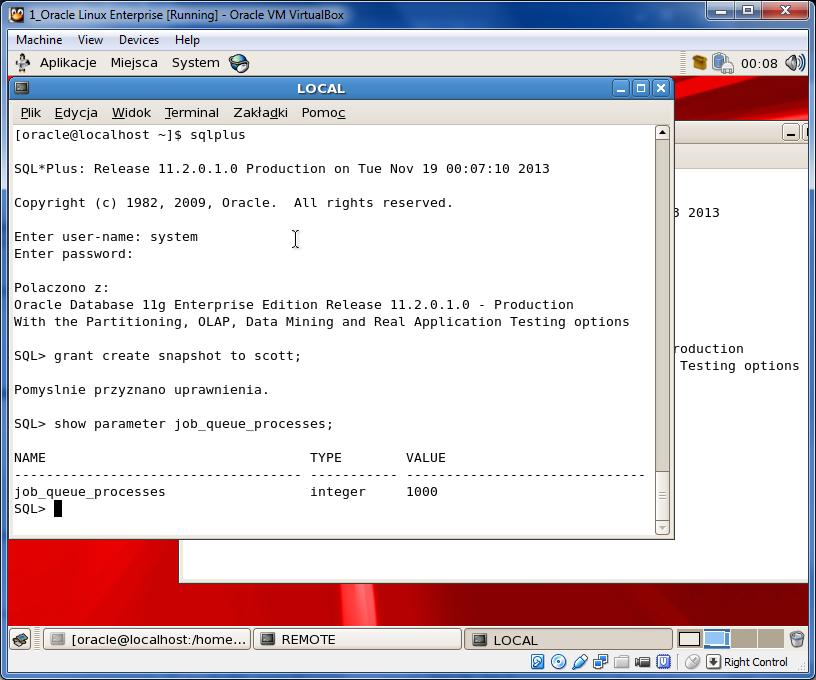 1_Oracle Linux Enterprise [Running] - Oracle VM VirtualBox
Machine View Devices Help
Aplikacje Miejsca System 00:08
LOCAL
Plik Edycja Widok Terminal Zakładki Pomoc
[oracle@localhost ~]$ sqlplus
SQL*Plus: Release 11.2.0.1.0 Production on Tue Nov 19 00:07:10 2013
Copyright (c) 1982, 2009, Oracle.  All rights reserved.
Enter user-name: system
Enter password:
Polaczono z:
Oracle Database 11g Enterprise Edition Release 11.2.0.1.0 - Production
With the Partitioning, OLAP, Data Mining and Real Application Testing options
SQL> grant create snapshot to scott;
Pomyslnie przyznano uprawnienia.
SQL> show parameter job_queue_processes;
NAME TYPE VALUE
------------------------------------ ----------- ------------------------------
job_queue_processes integer 1000
SQL>
2013
roduction
Testing options
[oracle@localhost:/home... REMOTE LOCAL
Right Control